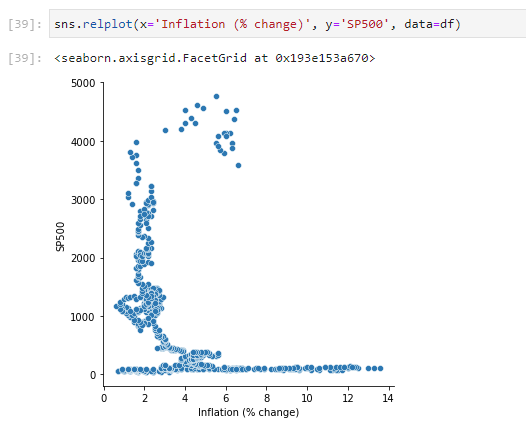 [39]: sns.relplot(x='Inflation (% change)', y='SP500', data=df)
[39]: <seaborn.axisgrid.FacetGrid at 0x193e153a670>
5000
4000
3000
2000
1000
0
SP500
0 2 4 6 8 10 12 14
Inflation (% change)